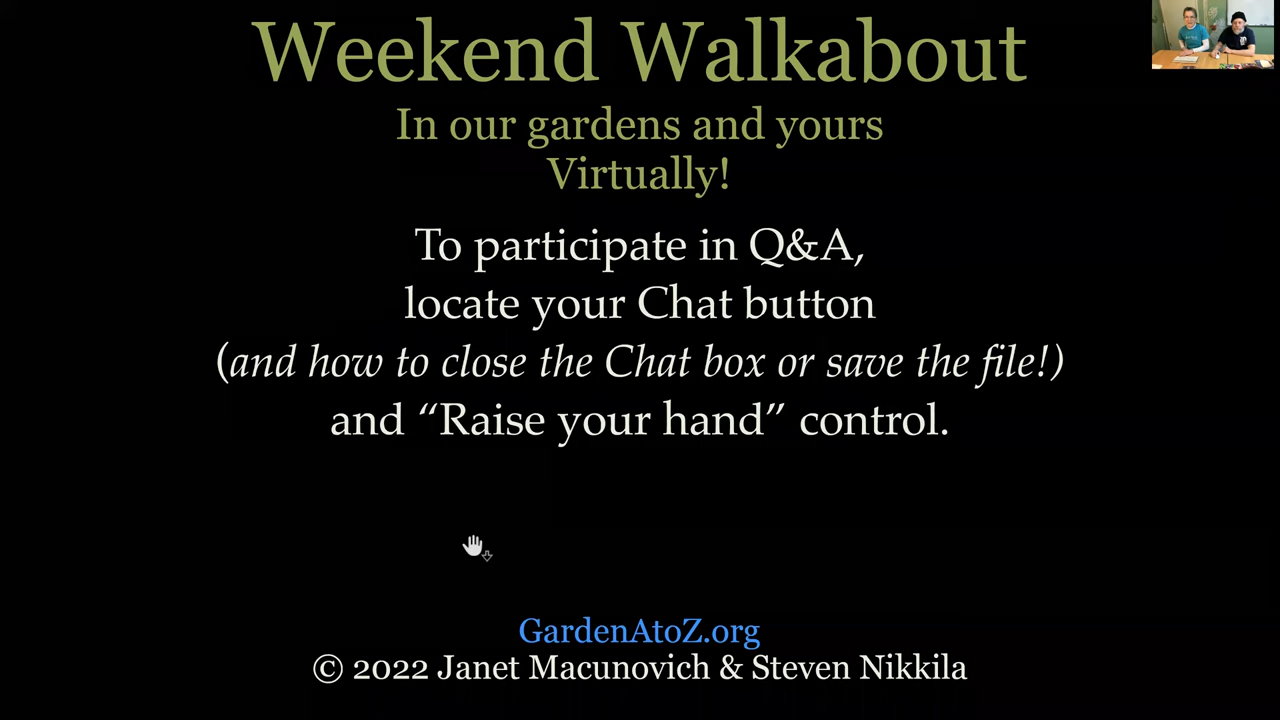 Weekend Walkabout
In our gardens and yours
Virtually!
To participate in Q&A,
locate your Chat button
(and how to close the Chat box or save the file!)
and “Raise your hand” control.
GardenAtoZ.org
© 2022 Janet Macunovich & Steven Nikkila